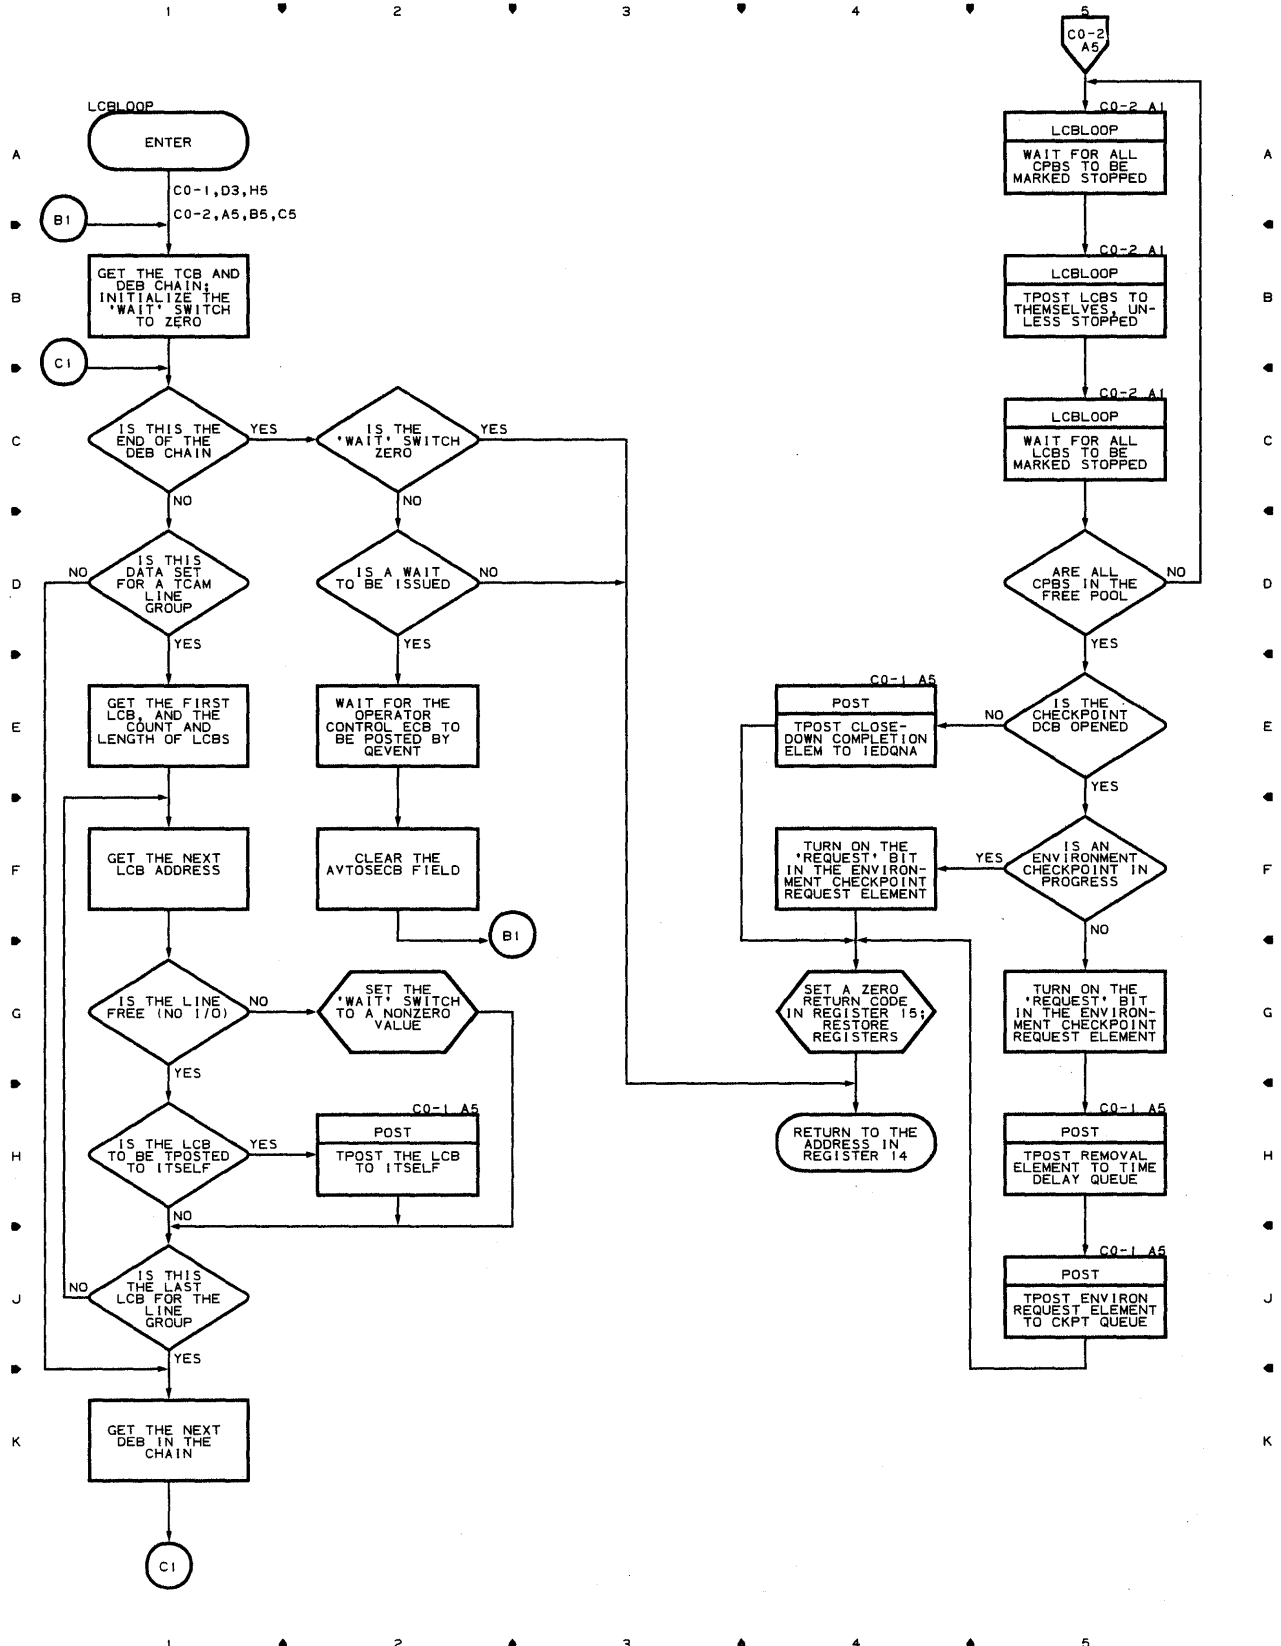 1 2 3 4 5
C0-2
A5
LCBLOOP
ENTER
A
C0-1,D3,H5
C0-2,A5,B5,C5
B1
GET THE TCB AND
DEB CHAIN;
INITIALIZE THE
'WAIT' SWITCH
TO ZERO
B
C1
IS THIS THE
END OF THE
DEB CHAIN
YES
NO
C
IS THE
'WAIT' SWITCH
ZERO
YES
NO
IS THIS
DATA SET
FOR A TCAM
LINE
GROUP
NO
YES
D
IS A WAIT
TO BE ISSUED
NO
YES
GET THE FIRST
LCB, AND THE
COUNT AND
LENGTH OF LCBS
E
WAIT FOR THE
OPERATOR
CONTROL ECB TO
BE POSTED BY
QEVENT
GET THE NEXT
LCB ADDRESS
F
CLEAR THE
AVTOSECB FIELD
B1
IS THE LINE
FREE (NO I/O)
NO
YES
G
SET THE
'WAIT' SWITCH
TO A NONZERO
VALUE
IS THE LCB
TO BE TPOSTED
TO ITSELF
YES
NO
H
C0-1 A5
POST
TPOST THE LCB
TO ITSELF
IS THIS
THE LAST
LCB FOR THE
LINE
GROUP
NO
YES
J
GET THE NEXT
DEB IN THE
CHAIN
K
C1
C0-2 A1
LCBLOOP
WAIT FOR ALL
CPBS TO BE
MARKED STOPPED
A
C0-2 A1
LCBLOOP
TPOST LCBS TO
THEMSELVES, UN-
LESS STOPPED
B
C0-2 A1
LCBLOOP
WAIT FOR ALL
LCBS TO BE
MARKED STOPPED
C
ARE ALL
CPBS IN THE
FREE POOL
NO
YES
D
IS THE
CHECKPOINT
DCB OPENED
NO
YES
E
C0-1 A5
POST
TPOST CLOSE-
DOWN COMPLETION
ELEM TO IEDQNA
IS AN
ENVIRONMENT
CHECKPOINT IN
PROGRESS
YES
NO
F
TURN ON THE
'REQUEST' BIT
IN THE ENVIRON-
MENT CHECKPOINT
REQUEST ELEMENT
SET A ZERO
RETURN CODE
IN REGISTER 15;
RESTORE
REGISTERS
TURN ON THE
'REQUEST' BIT
IN THE ENVIRON-
MENT CHECKPOINT
REQUEST ELEMENT
G
RETURN TO THE
ADDRESS IN
REGISTER 14
C0-1 A5
POST
TPOST REMOVAL
ELEMENT TO TIME
DELAY QUEUE
H
C0-1 A5
POST
TPOST ENVIRON
REQUEST ELEMENT
TO CKPT QUEUE
J
K
1 2 3 4 5